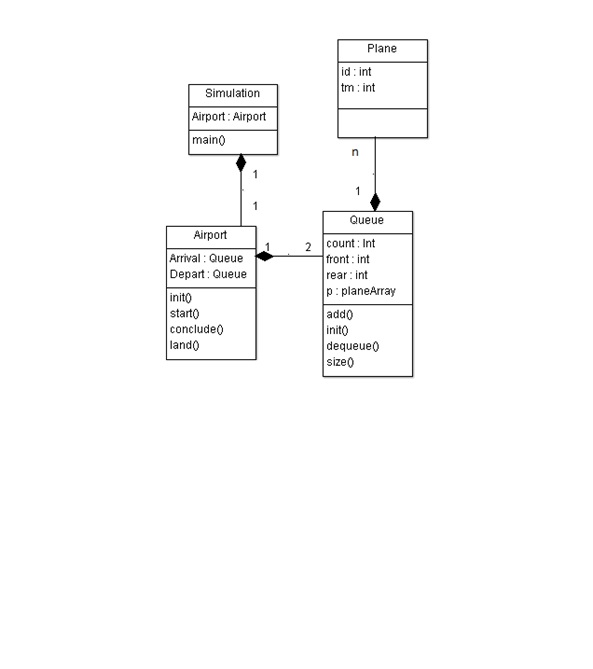 Plane
id : int
tm : int
Simulation
Airport : Airport
main()
n
1
1
1
Queue
Airport
1
2
count : Int
front : int
rear : int
p : planeArray
Arrival : Queue
Depart : Queue
init()
start()
conclude()
land()
add()
init()
dequeue()
size()